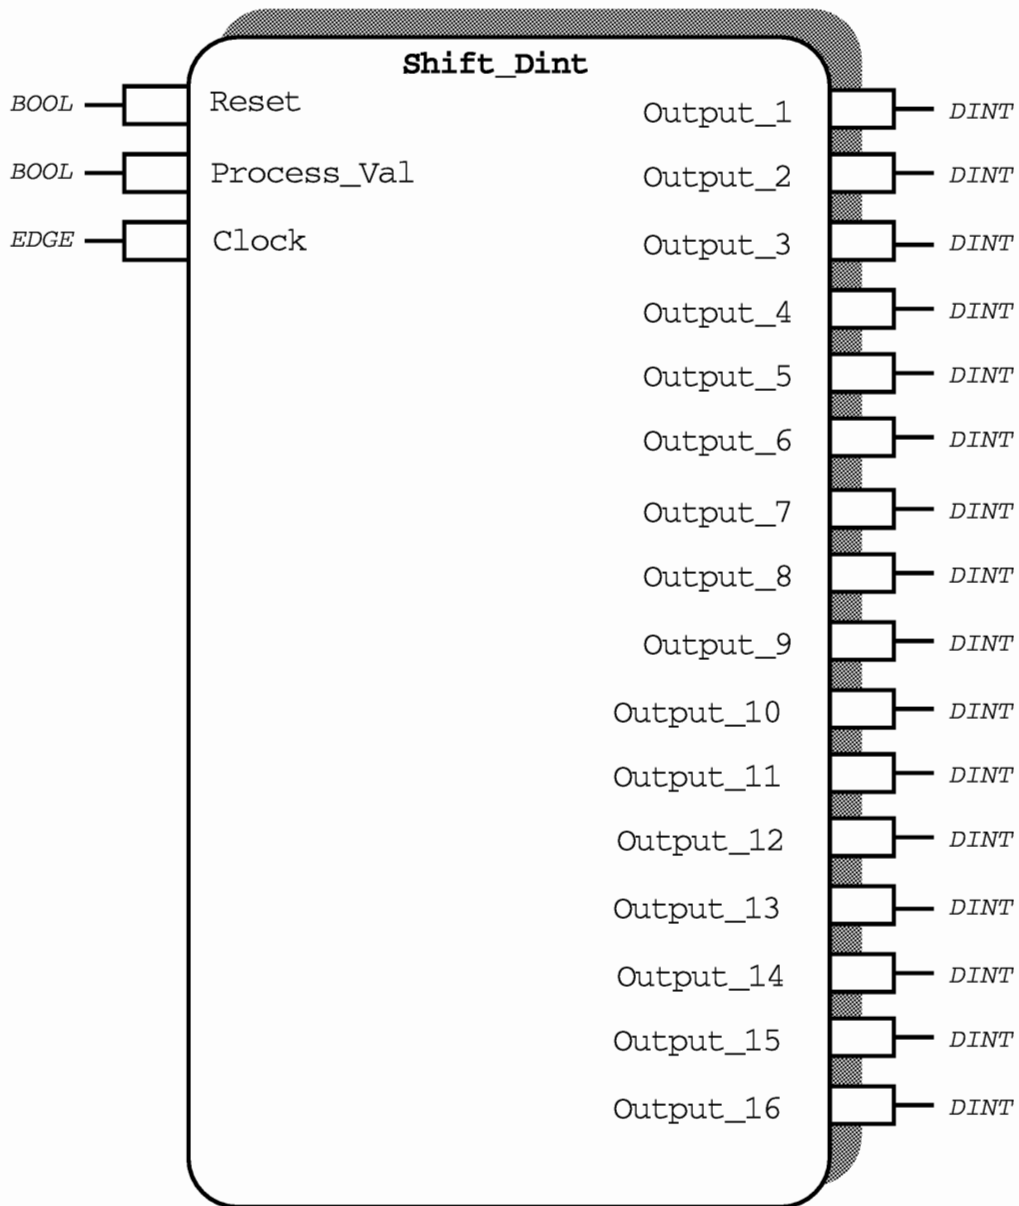 Shift_Dint
BOOL Reset
BOOL Process_Val
EDGE Clock
Output_1 DINT
Output_2 DINT
Output_3 DINT
Output_4 DINT
Output_5 DINT
Output_6 DINT
Output_7 DINT
Output_8 DINT
Output_9 DINT
Output_10 DINT
Output_11 DINT
Output_12 DINT
Output_13 DINT
Output_14 DINT
Output_15 DINT
Output_16 DINT